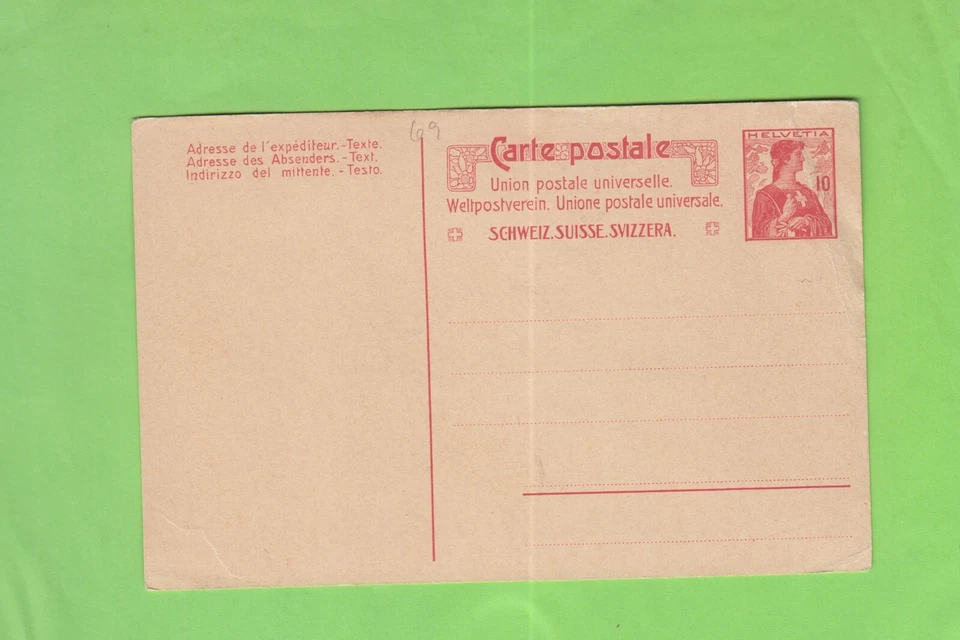 69
Adresse de l'expéditeur.-Texte.
Adresse des Absenders.-Text.
Indirizzo del mittente.-Testo.
Carte postale
Union postale universelle.
Weltpostverein. Unione postale universale.
SCHWEIZ.SUISSE.SVIZZERA.
HELVETIA
10